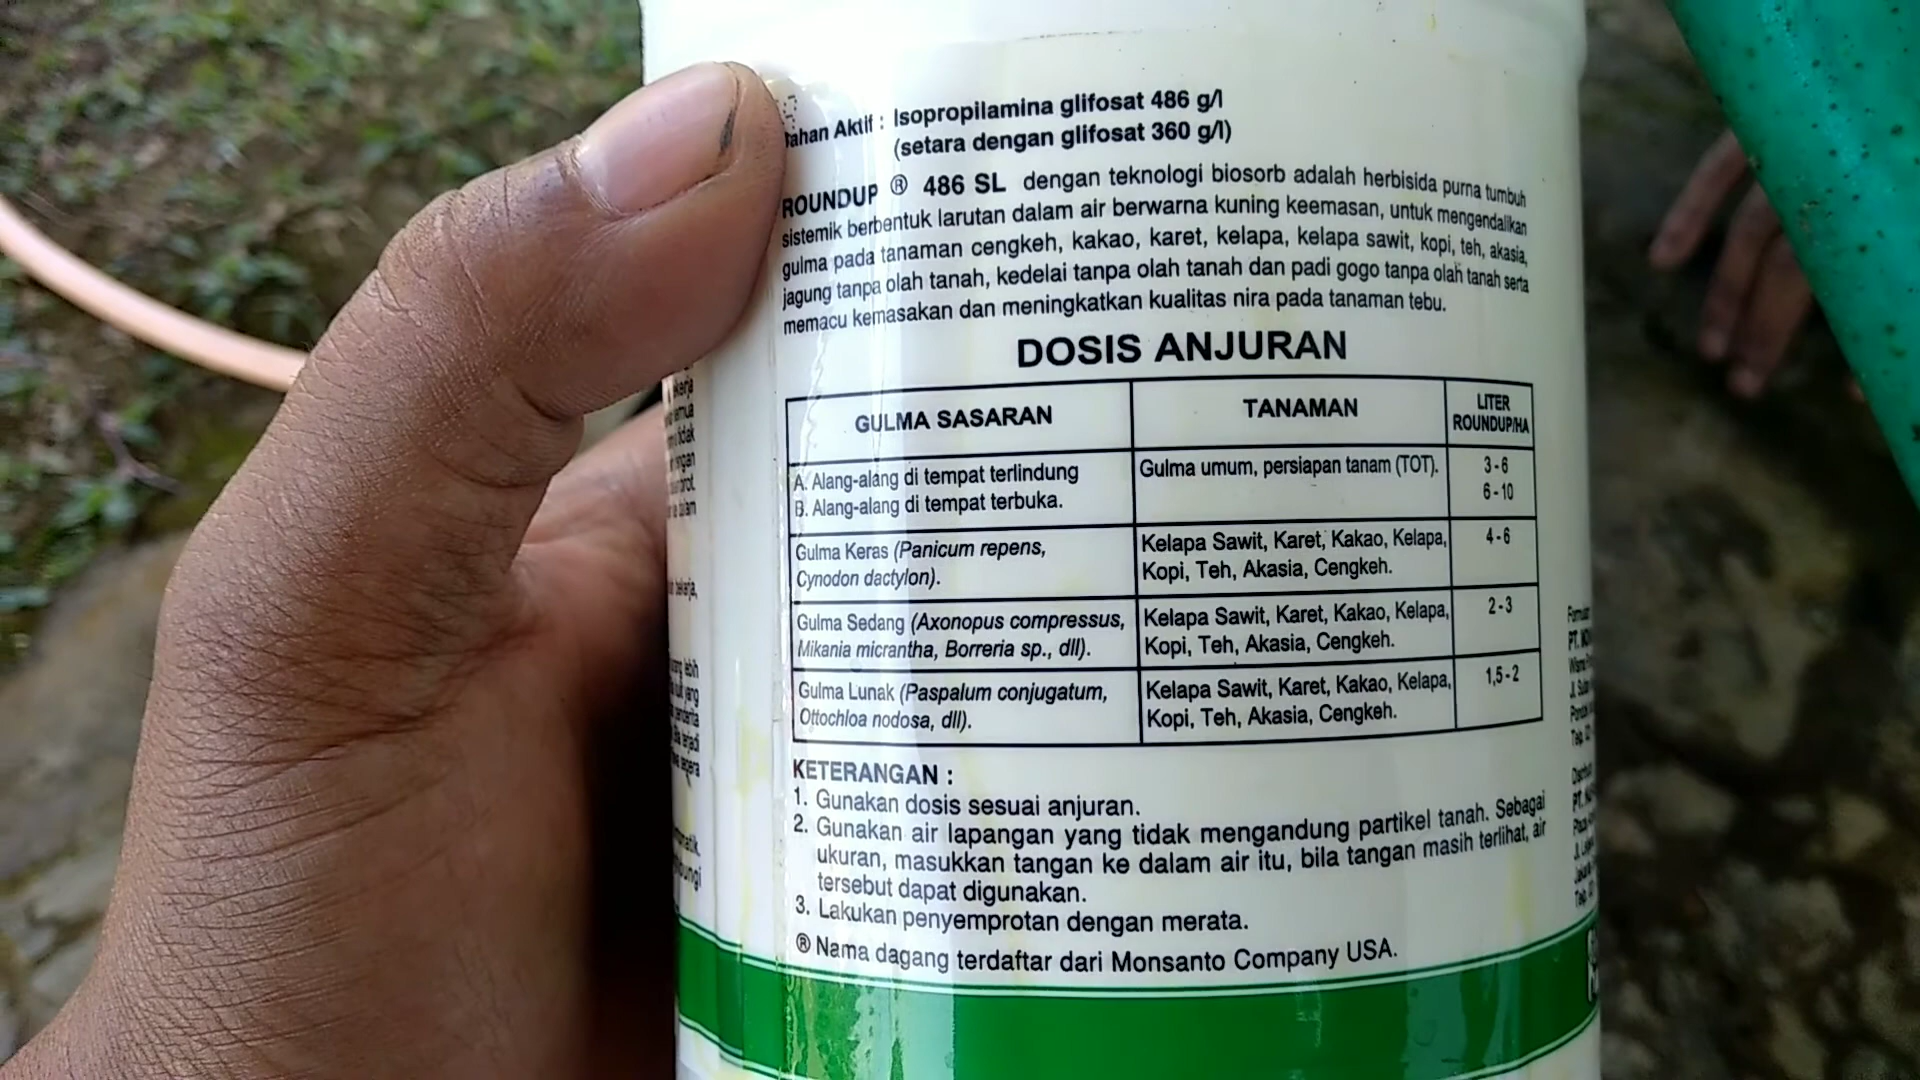 Bahan Aktif : Isopropilamina glifosat 486 g/l
(setara dengan glifosat 360 g/l)
ROUNDUP ® 486 SL dengan teknologi biosorb adalah herbisida purna tumbuh
sistemik berbentuk larutan dalam air berwarna kuning keemasan, untuk mengendalikan
gulma pada tanaman cengkeh, kakao, karet, kelapa, kelapa sawit, kopi, teh, akasia,
jagung tanpa olah tanah, kedelai tanpa olah tanah dan padi gogo tanpa olah tanah serta
memacu kemasakan dan meningkatkan kualitas nira pada tanaman tebu.
DOSIS ANJURAN
GULMA SASARAN TANAMAN LITER
ROUNDUP/HA
A. Alang-alang di tempat terlindung Gulma umum, persiapan tanam (TOT). 3-6
B. Alang-alang di tempat terbuka. 6-10
Gulma Keras (Panicum repens, Kelapa Sawit, Karet, Kakao, Kelapa, 4-6
Cynodon dactylon). Kopi, Teh, Akasia, Cengkeh.
Gulma Sedang (Axonopus compressus, Kelapa Sawit, Karet, Kakao, Kelapa, 2-3
Mikania micrantha, Borreria sp., dll). Kopi, Teh, Akasia, Cengkeh.
Gulma Lunak (Paspalum conjugatum, Kelapa Sawit, Karet, Kakao, Kelapa, 1,5-2
Ottochloa nodosa, dll). Kopi, Teh, Akasia, Cengkeh.
KETERANGAN :
1. Gunakan dosis sesuai anjuran.
2. Gunakan air lapangan yang tidak mengandung partikel tanah. Sebagai
ukuran, masukkan tangan ke dalam air itu, bila tangan masih terlihat, air
tersebut dapat digunakan.
3. Lakukan penyemprotan dengan merata.
® Nama dagang terdaftar dari Monsanto Company USA.